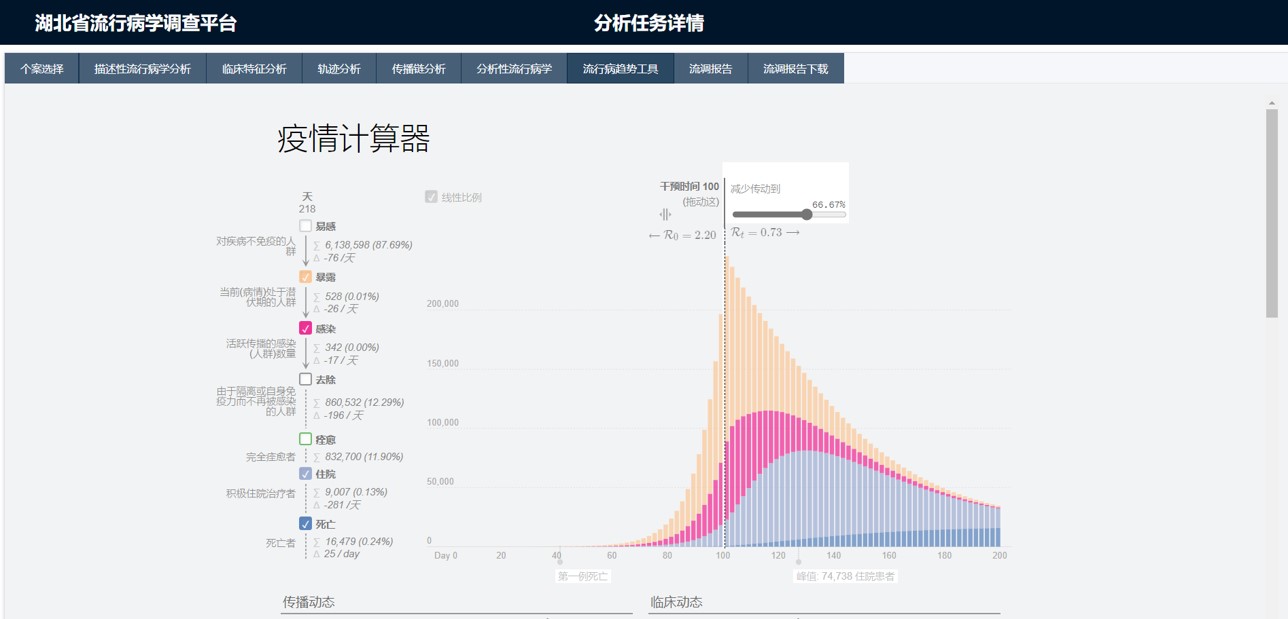 湖北省流行病学调查平台
分析任务详情
个案选择
描述性流行病学分析
临床特征分析
轨迹分析
传播链分析
分析性流行病学
流行病趋势工具
流调报告
流调报告下载
疫情计算器
天
218
易感
对疾病不免疫的人
群
∑ 6,138,598 (87.69%)
Δ -76 /天
暴露
当前(病情)处于潜
伏期的人群
∑ 528 (0.01%)
Δ -26 / 天
感染
活跃传播的感染
(人群)数量
∑ 342 (0.00%)
Δ -17 / 天
去除
由于隔离或自身免
疫力而不再被感染
的人群
∑ 860,532 (12.29%)
Δ -196 / 天
痊愈
完全痊愈者
∑ 832,700 (11.90%)
住院
积极住院治疗者
∑ 9,007 (0.13%)
Δ -281 /天
死亡
死亡者
∑ 16,479 (0.24%)
Δ 25 / day
线性比例
干预时间 100
(拖动这)
← R₀ = 2.20
减少传动到
66.67%
Rₜ = 0.73 →
200,000
150,000
100,000
50,000
0
Day 0 20 40 60 80 100 120 140 160 180 200
第一例死亡
峰值: 74,738 住院患者
传播动态
临床动态